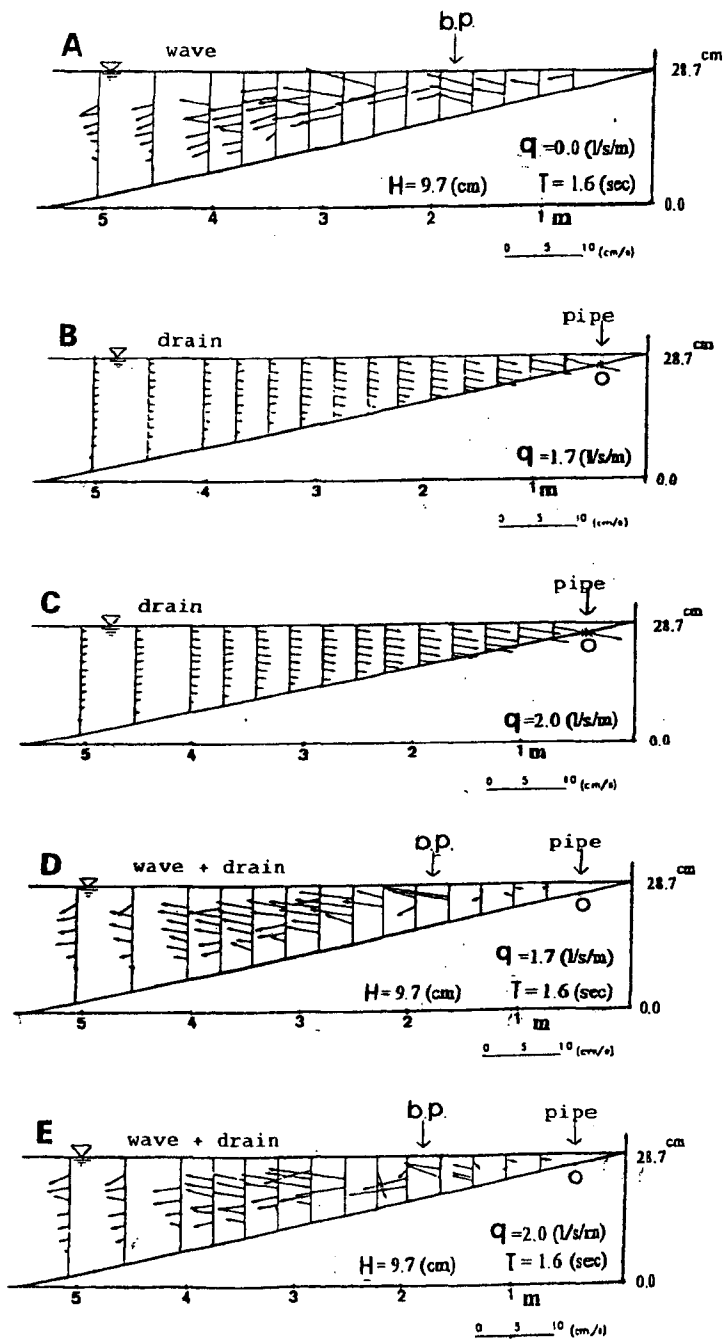 A wave b.p. cm
28.7
q =0.0 (l/s/m)
H= 9.7 (cm) T = 1.6 (sec)
0.0
5 4 3 2 1 m
0 5 10 (cm/s)
B drain pipe cm
28.7
q =1.7 (l/s/m)
0.0
5 4 3 2 1 m
0 5 10 (cm/s)
C drain pipe cm
28.7
q =2.0 (l/s/m)
0.0
5 4 3 2 1 m
0 5 10 (cm/s)
D wave + drain b.p. pipe cm
28.7
q =1.7 (l/s/m)
H= 9.7 (cm) T = 1.6 (sec)
0.0
5 4 3 2 1 m
0 5 10 (cm/s)
E wave + drain b.p. pipe cm
28.7
q =2.0 (l/s/m)
H= 9.7 (cm) T = 1.6 (sec)
0.0
5 4 3 2 1 m
0 5 10 (cm/s)